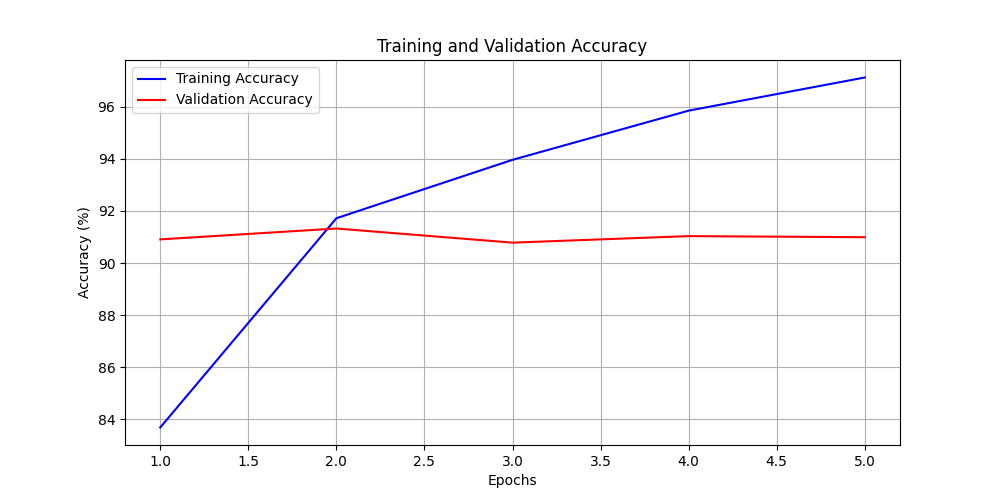 Training and Validation Accuracy
Training Accuracy
Validation Accuracy
Accuracy (%)
96
94
92
90
88
86
84
1.0 1.5 2.0 2.5 3.0 3.5 4.0 4.5 5.0
Epochs